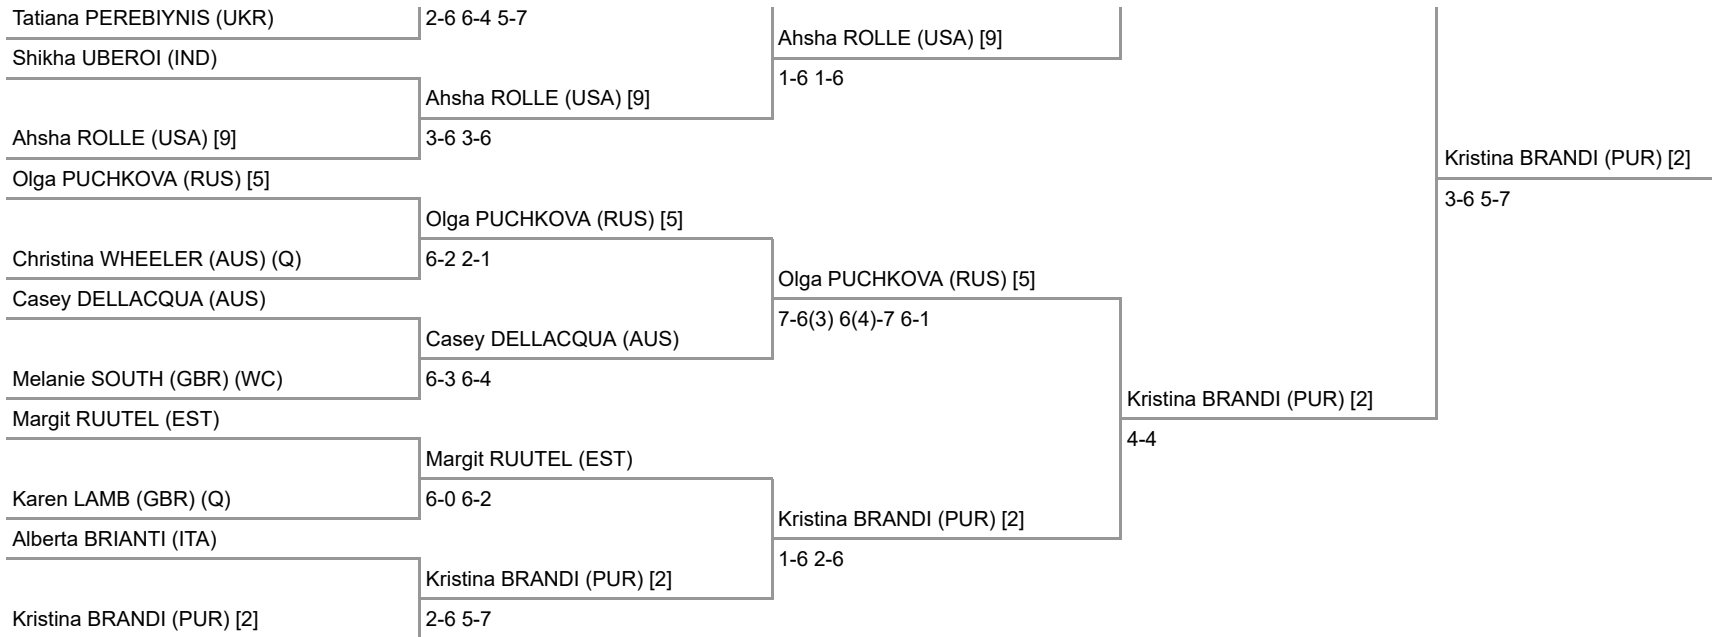 Tatiana PEREBIYNIS (UKR)
2-6 6-4 5-7
Ahsha ROLLE (USA) [9]
Shikha UBEROI (IND)
1-6 1-6
Ahsha ROLLE (USA) [9]
Ahsha ROLLE (USA) [9]
3-6 3-6
Kristina BRANDI (PUR) [2]
Olga PUCHKOVA (RUS) [5]
3-6 5-7
Olga PUCHKOVA (RUS) [5]
Christina WHEELER (AUS) (Q)
6-2 2-1
Olga PUCHKOVA (RUS) [5]
Casey DELLACQUA (AUS)
7-6(3) 6(4)-7 6-1
Casey DELLACQUA (AUS)
Melanie SOUTH (GBR) (WC)
6-3 6-4
Kristina BRANDI (PUR) [2]
Margit RUUTEL (EST)
4-4
Margit RUUTEL (EST)
Karen LAMB (GBR) (Q)
6-0 6-2
Kristina BRANDI (PUR) [2]
Alberta BRIANTI (ITA)
1-6 2-6
Kristina BRANDI (PUR) [2]
Kristina BRANDI (PUR) [2]
2-6 5-7